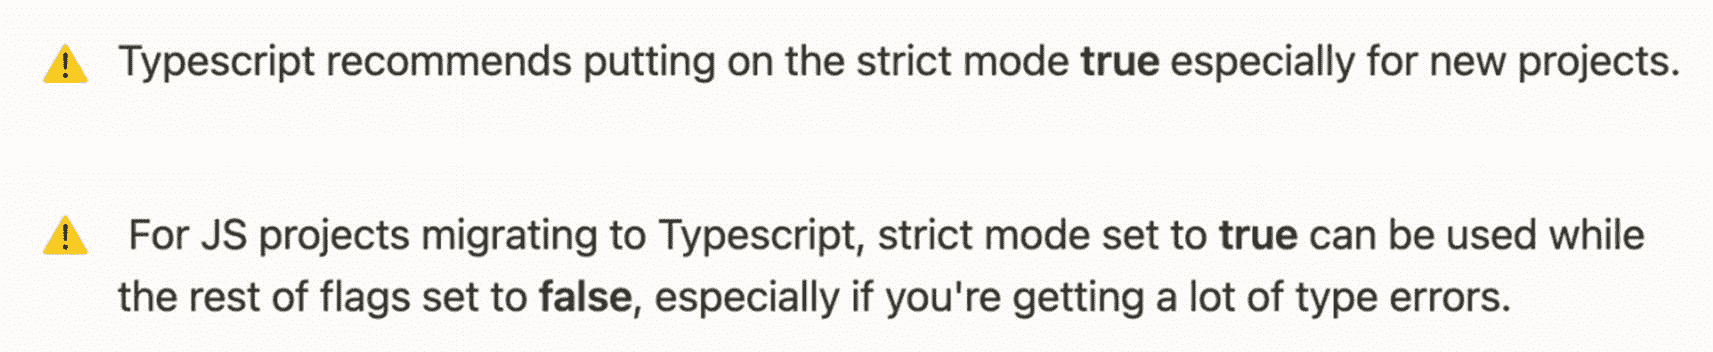 ⚠️ Typescript recommends putting on the strict mode true especially for new projects.
⚠️ For JS projects migrating to Typescript, strict mode set to true can be used while
the rest of flags set to false, especially if you're getting a lot of type errors.